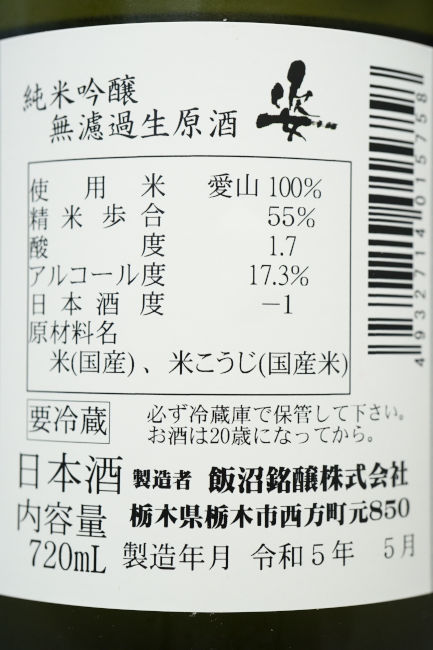 純米吟醸
無濾過生原酒 姿
使用米 愛山100%
精米歩合 55%
酸度 1.7
アルコール度 17.3%
日本酒度 −1
原材料名
米(国産)、米こうじ(国産米)
要冷蔵 必ず冷蔵庫で保管して下さい。
お酒は20歳になってから。
日本酒 製造者 飯沼銘醸株式会社
内容量 栃木県栃木市西方町元850
720mL 製造年月 令和5年 5月
4932714015758